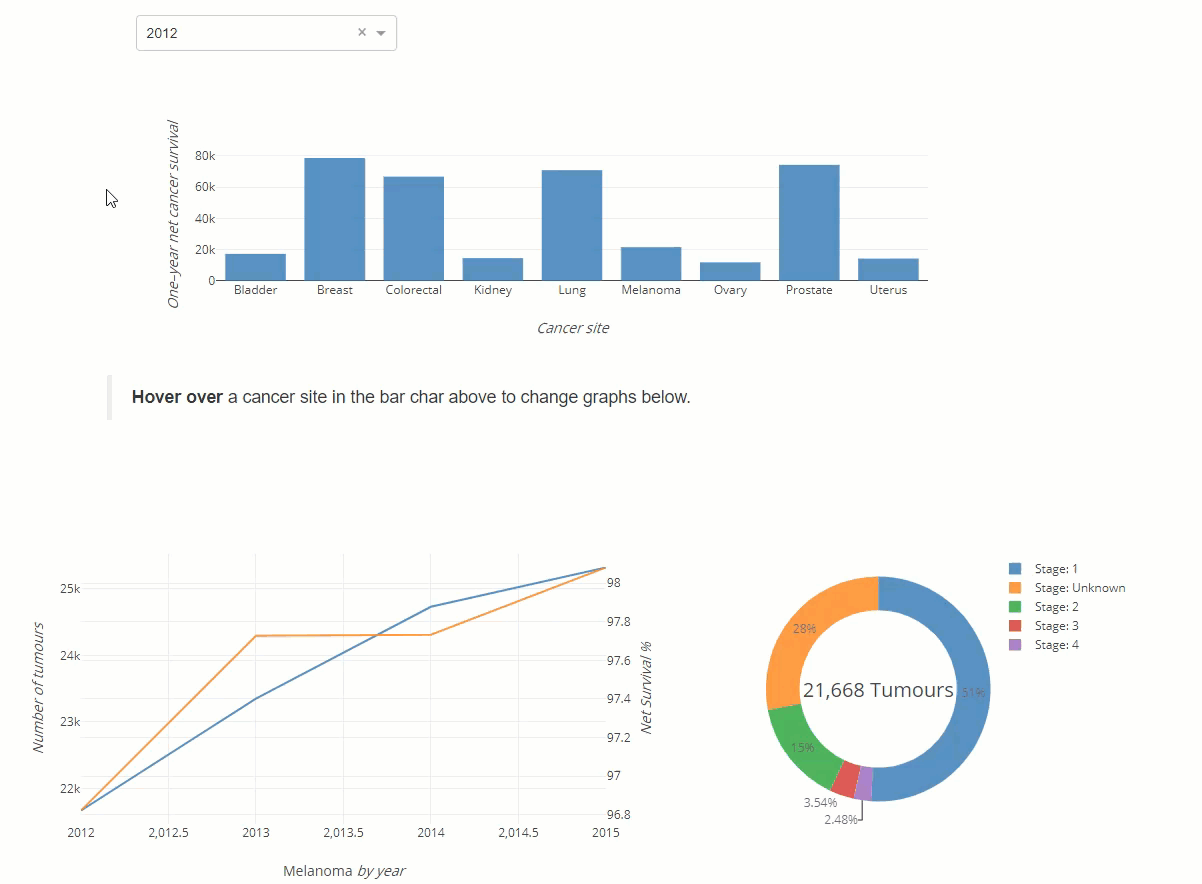 2012 ×
One-year net cancer survival
80k
60k
40k
20k
0
Bladder Breast Colorectal Kidney Lung Melanoma Ovary Prostate Uterus
Cancer site
Hover over a cancer site in the bar char above to change graphs below.
Number of tumours
25k
24k
23k
22k
98
97.8
97.6
97.4
97.2
97
96.8
Net Survival %
2012 2,012.5 2013 2,013.5 2014 2,014.5 2015
Melanoma by year
28%
21,668 Tumours
51%
15%
3.54%
2.48%
Stage: 1
Stage: Unknown
Stage: 2
Stage: 3
Stage: 4